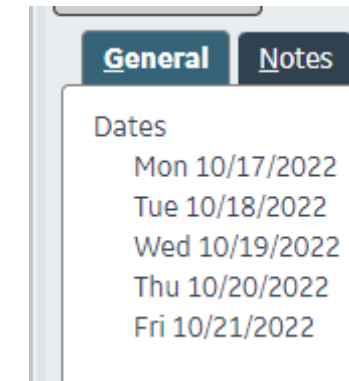 General Notes
Dates
Mon 10/17/2022
Tue 10/18/2022
Wed 10/19/2022
Thu 10/20/2022
Fri 10/21/2022